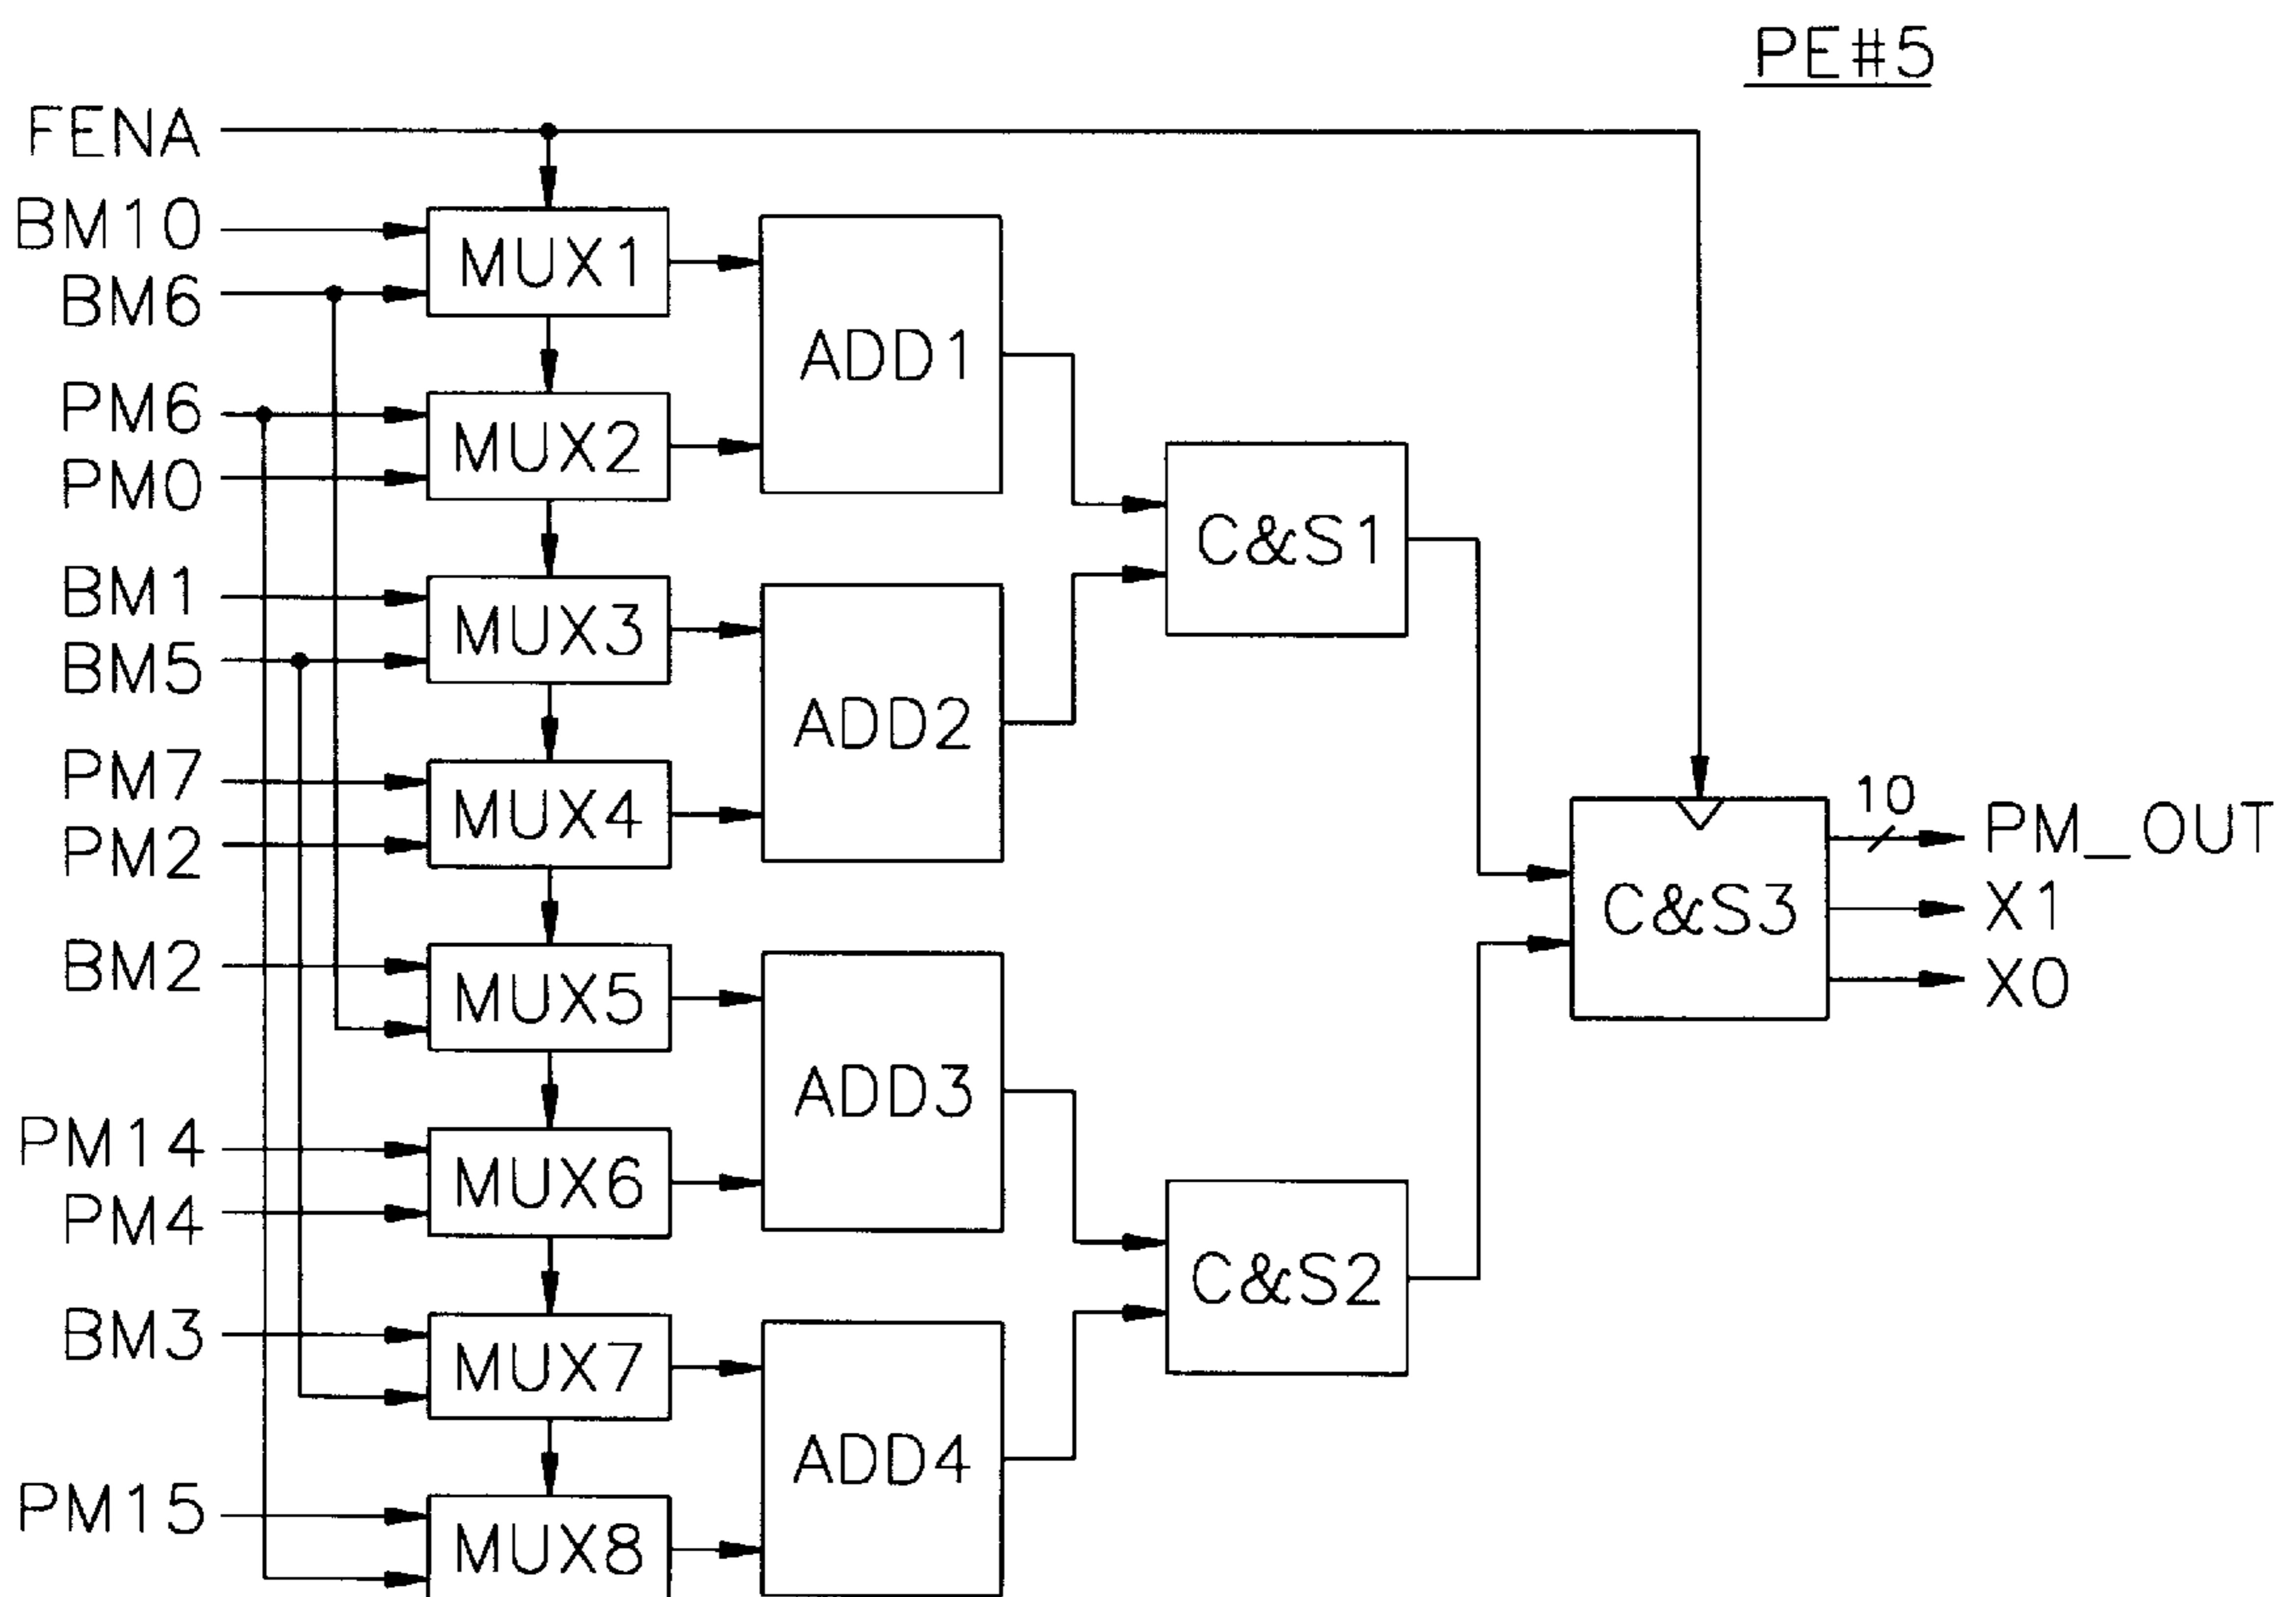 PE#5
FENA
BM10
BM6
MUX1
PM6
PM0
MUX2
ADD1
BM1
BM5
MUX3
C&S1
PM7
PM2
MUX4
ADD2
BM2
MUX5
10
PM_OUT
X1
X0
C&S3
PM14
PM4
MUX6
ADD3
BM3
MUX7
C&S2
PM15
MUX8
ADD4